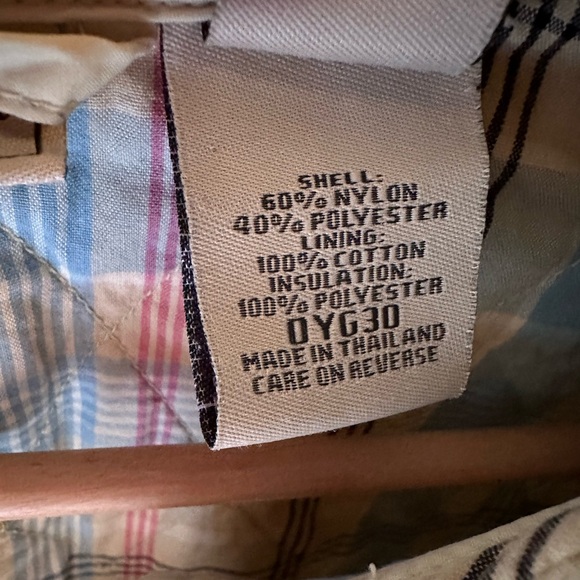 SHELL:
60% NYLON
40% POLYESTER
LINING:
100% COTTON
INSULATION:
100% POLYESTER
0YG30
MADE IN THAILAND
CARE ON REVERSE